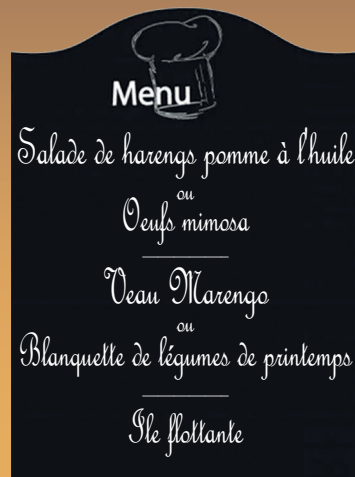 Menu
Salade de harengs pomme à l'huile
ou
Oeufs mimosa
Veau Marengo
ou
Blanquette de légumes de printemps
Ile flottante